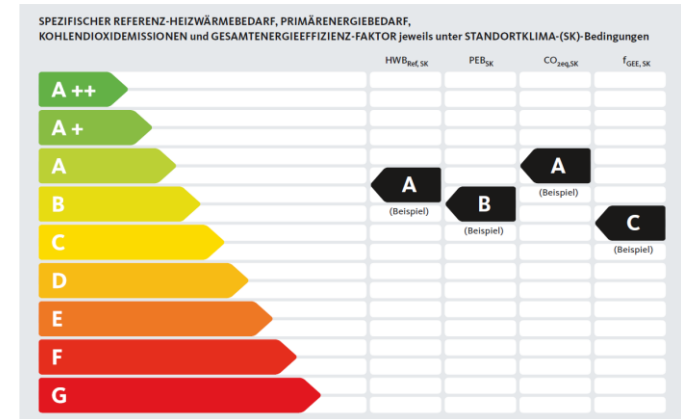 SPEZIFISCHER REFERENZ-HEIZWÄRMEBEDARF, PRIMÄRENERGIEBEDARF,
KOHLENDIOXIDEMISSIONEN und GESAMTENERGIEEFFIZIENZ-FAKTOR jeweils unter STANDORTKLIMA-(SK)-Bedingungen
HWBRef, SK PEBSK CO2eq,SK fGEE, SK
A ++
A +
A A
A
(Beispiel)
B B
(Beispiel)
(Beispiel)
C C
(Beispiel)
(Beispiel)
D
E
F
G